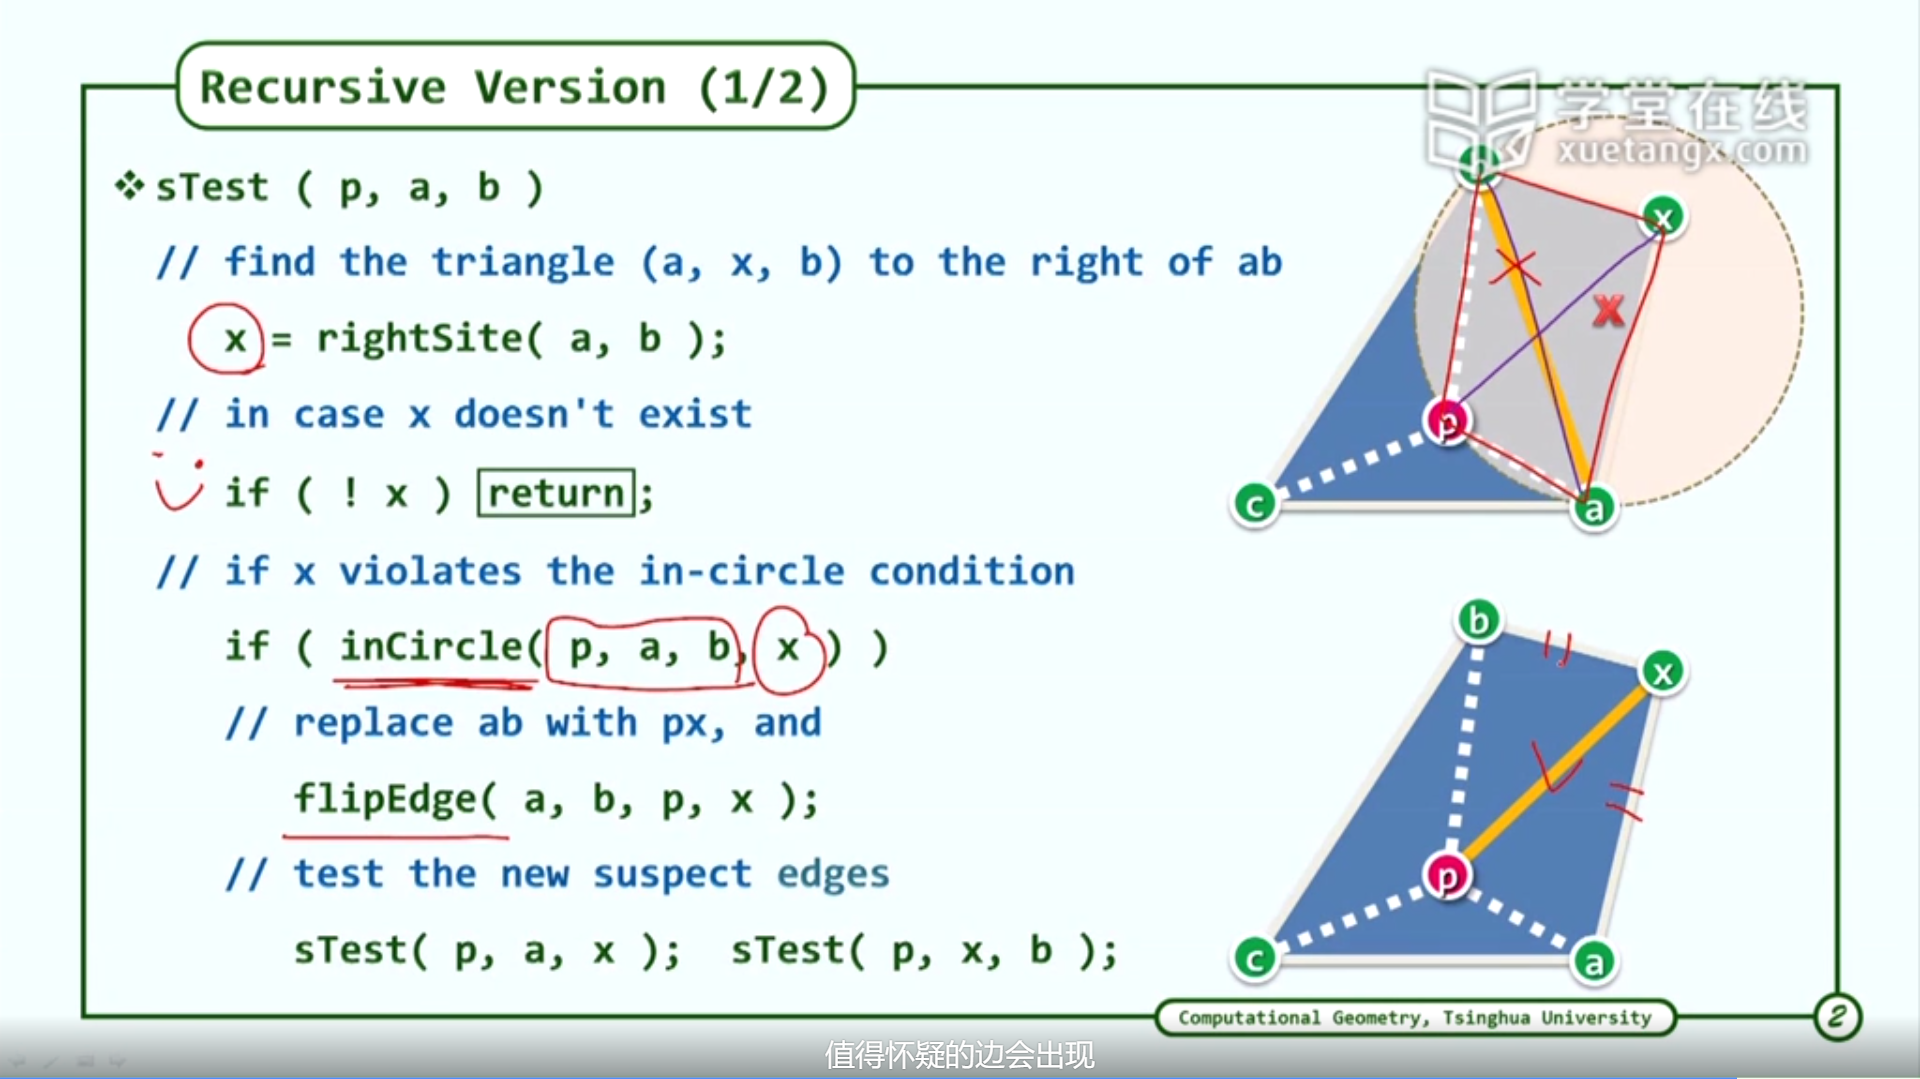 Recursive Version (1/2)
学堂在线
xuetangx.com
❖ sTest ( p, a, b )
// find the triangle (a, x, b) to the right of ab
x = rightSite( a, b );
// in case x doesn't exist
if ( ! x ) return;
// if x violates the in-circle condition
if ( inCircle( p, a, b, x ) )
// replace ab with px, and
flipEdge( a, b, p, x );
// test the new suspect edges
sTest( p, a, x ); sTest( p, x, b );
x
X
p
c
a
b
x
p
c
a
Computational Geometry, Tsinghua University
2
值得怀疑的边会出现